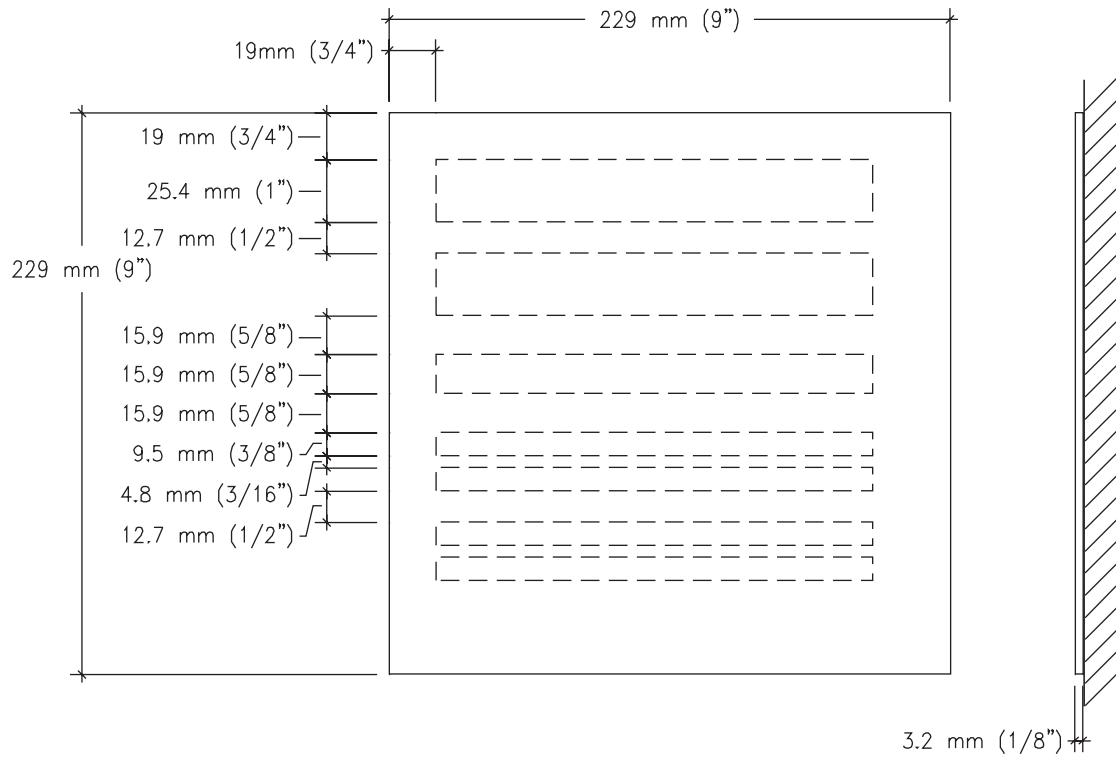 229 mm (9”)
19mm (3/4”)
19 mm (3/4”)
25.4 mm (1”)
12.7 mm (1/2”)
229 mm (9”)
15.9 mm (5/8”)
15.9 mm (5/8”)
15.9 mm (5/8”)
9.5 mm (3/8”)
4.8 mm (3/16”)
12.7 mm (1/2”)
3.2 mm (1/8”)